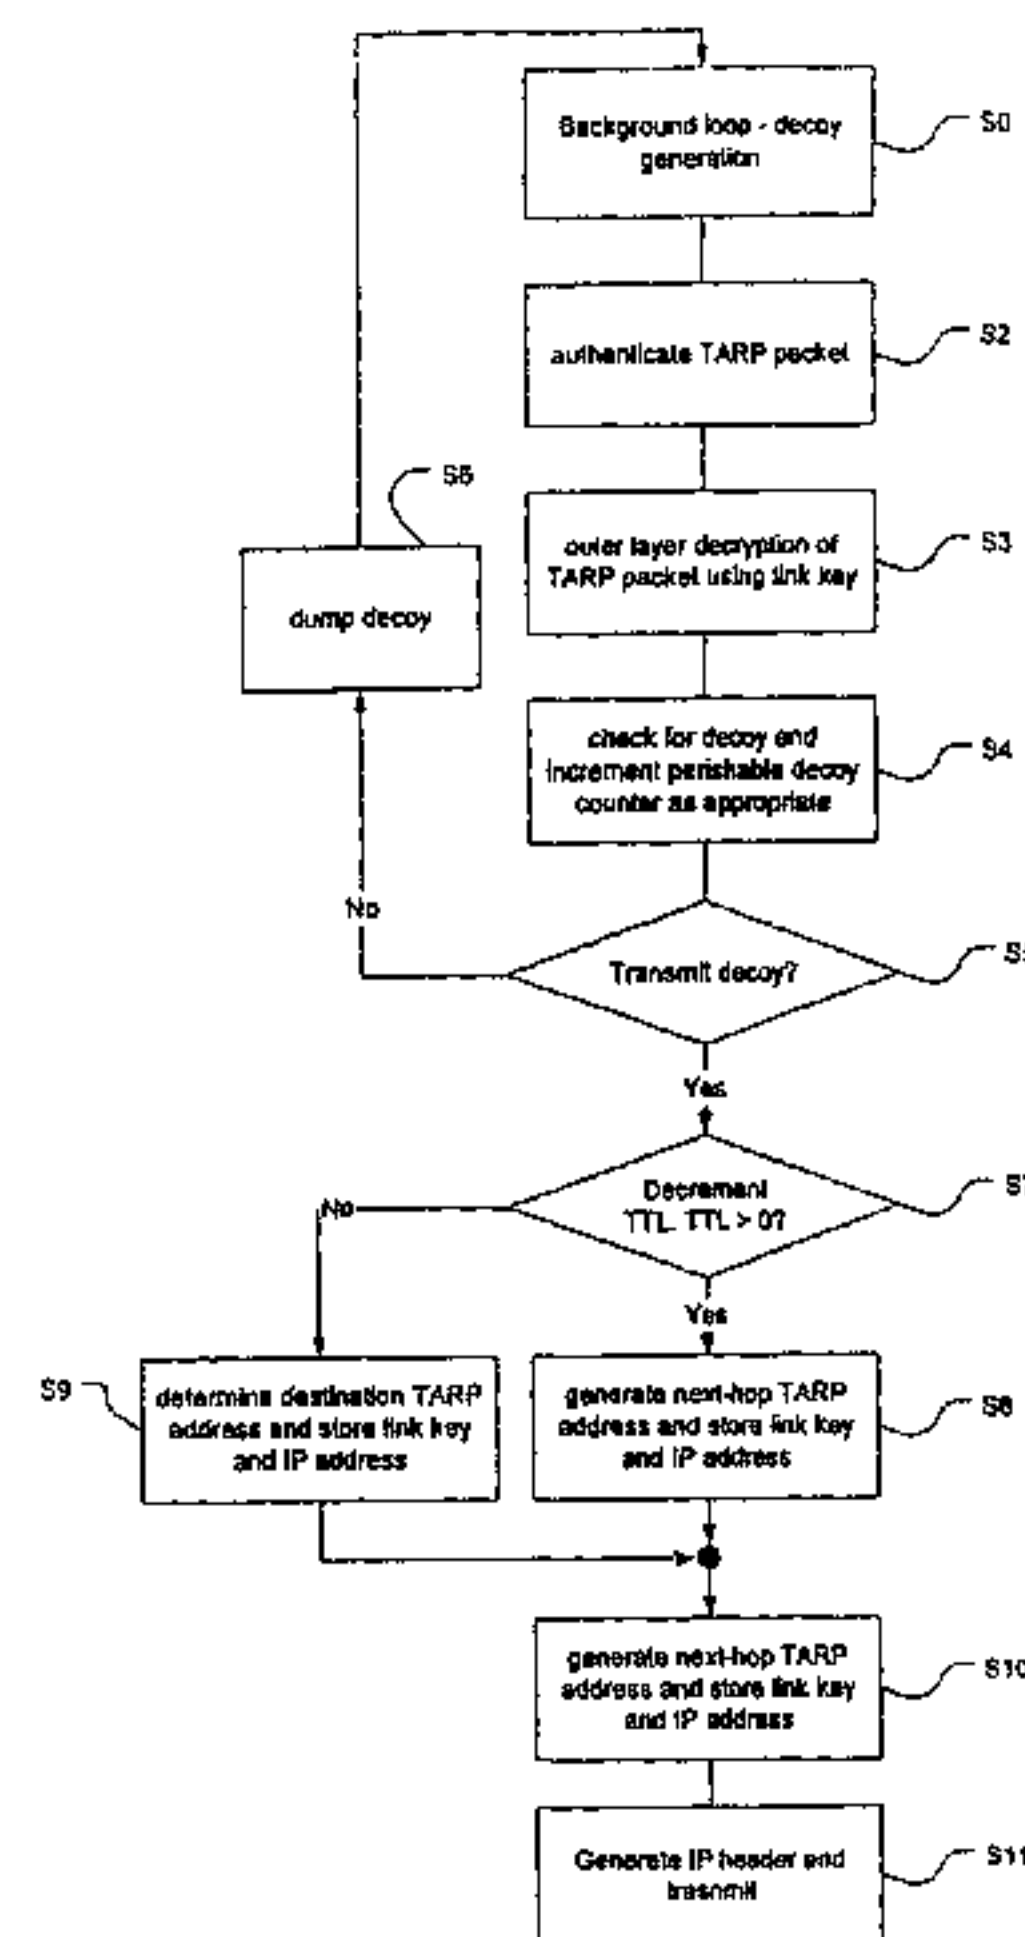 Background loop - decoy
generation
S0
authenticate TARP packet
S2
S6
outer layer decryption of
TARP packet using link key
S3
dump decoy
check for decoy and
increment perishable decoy
counter as appropriate
S4
No
Transmit decoy?
Yes
Decrement
TTL. TTL > 0?
No
Yes
S9
determine destination TARP
address and store link key
and IP address
generate next-hop TARP
address and store link key
and IP address
S8
generate next-hop TARP
address and store link key
and IP address
S10
Generate IP header and
trasnmit
S11